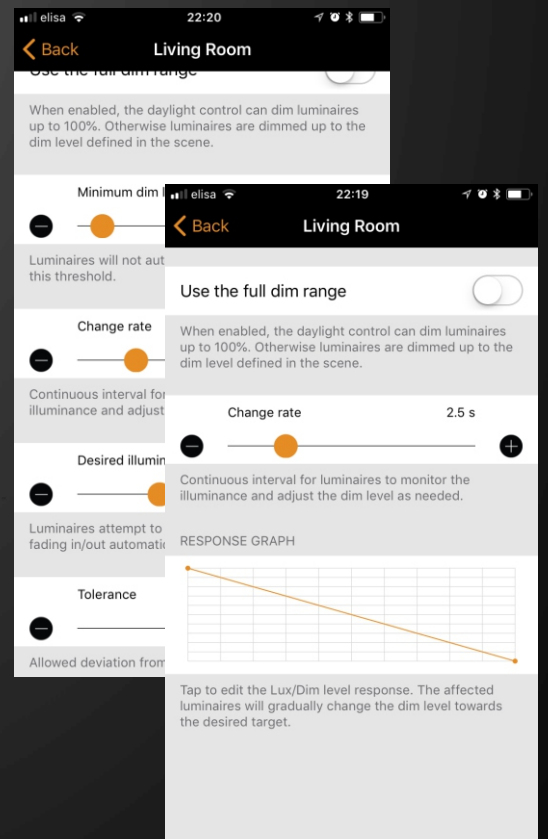 elisa 22:20
Back Living Room
Use the full dim range
When enabled, the daylight control can dim luminaires
up to 100%. Otherwise luminaires are dimmed up to the
dim level defined in the scene.
Minimum dim l
Luminaires will not aut
this threshold.
Change rate
Continuous interval for
illuminance and adjust
Desired illumin
Luminaires attempt to
fading in/out automatic
Tolerance
Allowed deviation from
elisa 22:19
Back Living Room
Use the full dim range
When enabled, the daylight control can dim luminaires
up to 100%. Otherwise luminaires are dimmed up to the
dim level defined in the scene.
Change rate 2.5 s
Continuous interval for luminaires to monitor the
illuminance and adjust the dim level as needed.
RESPONSE GRAPH
Tap to edit the Lux/Dim level response. The affected
luminaires will gradually change the dim level towards
the desired target.